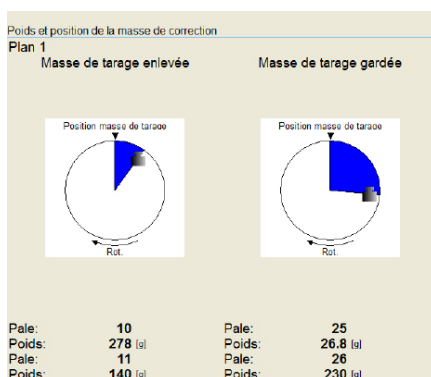 Poids et position de la masse de correction
Plan 1
Masse de tarage enlevée Masse de tarage gardée
Position masse de tarage Position masse de tarage
Rot. Rot.
Pale: 10 Pale: 25
Poids: 278 [g] Poids: 26.8 [g]
Pale: 11 Pale: 26
Poids: 140 [g] Poids: 230 [g]